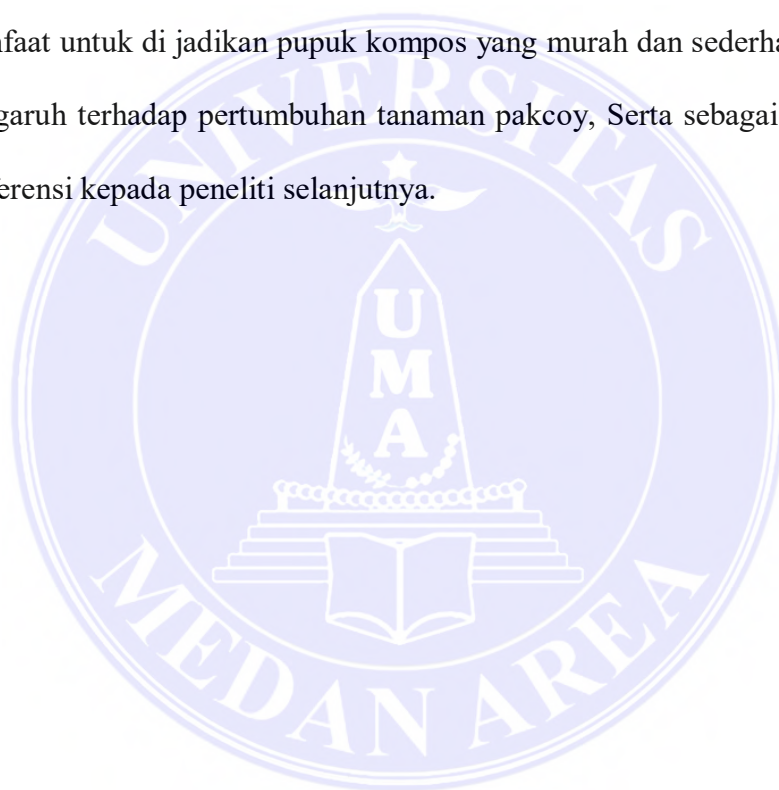 nfaat untuk di jadikan pupuk kompos yang murah dan sederha
garuh terhadap pertumbuhan tanaman pakcoy, Serta sebagai
erensi kepada peneliti selanjutnya.
UNIVERSITAS
U
M
A
MEDAN AREA